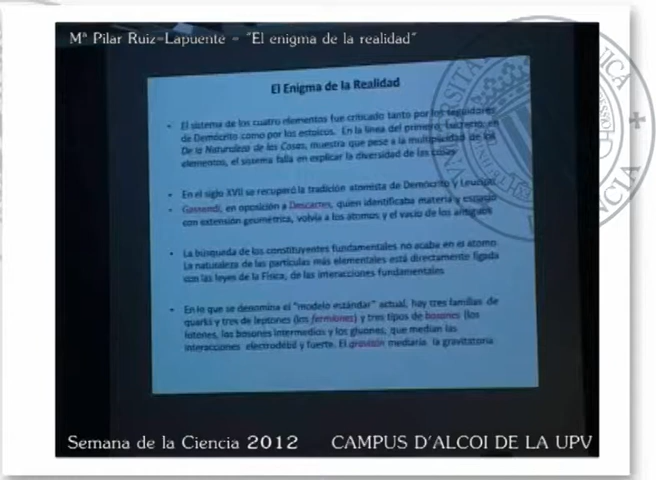 Mª Pilar Ruiz-Lapuente - "El enigma de la realidad"
El Enigma de la Realidad
• El sistema de los cuatro elementos fue criticado tanto por los seguidores
de Demócrito como por los estoicos. En la línea del primero, Lucrecio, en
De la Naturaleza de las Cosas, muestra que pese a la multiplicidad de los
elementos, el sistema falla en explicar la diversidad de las cosas
• En el siglo XVII se recuperó la tradición atomista de Demócrito y Leucipo
• Gassendi, en oposición a Descartes, quien identificaba materia y espacio
con extensión geométrica, volvía a los átomos y el vacío de los antiguos
• La búsqueda de los constituyentes fundamentales no acaba en el átomo
La naturaleza de las partículas más elementales está directamente ligada
con las leyes de la Física, de las interacciones fundamentales
• En lo que se denomina el "modelo estándar" actual, hay tres familias de
quarks y tres de leptones (los fermiones) y tres tipos de bosones (los
fotones, los bosones intermedios y los gluones, que median las
interacciones electrodébil y fuerte. El gravitón mediaría la gravitatoria
Semana de la Ciencia 2012 CAMPUS D'ALCOI DE LA UPV